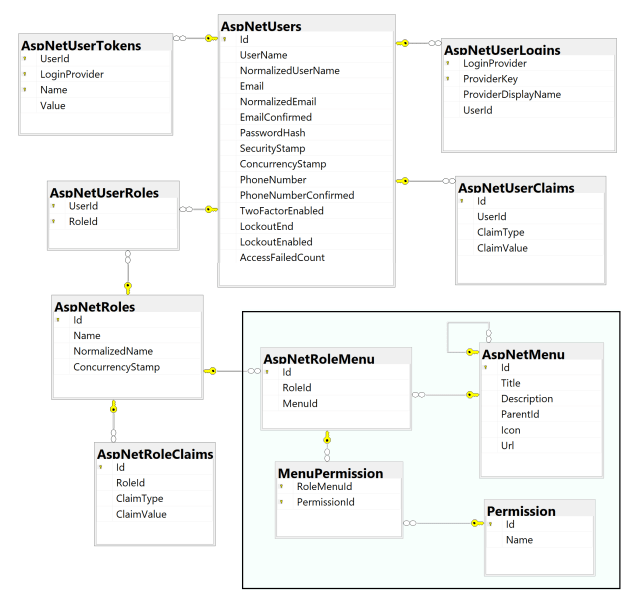 AspNetUserTokens
UserId
LoginProvider
Name
Value
AspNetUsers
Id
UserName
NormalizedUserName
Email
NormalizedEmail
EmailConfirmed
PasswordHash
SecurityStamp
ConcurrencyStamp
PhoneNumber
PhoneNumberConfirmed
TwoFactorEnabled
LockoutEnd
LockoutEnabled
AccessFailedCount
AspNetUserLogins
LoginProvider
ProviderKey
ProviderDisplayName
UserId
AspNetUserRoles
UserId
RoleId
AspNetUserClaims
Id
UserId
ClaimType
ClaimValue
AspNetRoles
Id
Name
NormalizedName
ConcurrencyStamp
AspNetRoleMenu
Id
RoleId
MenuId
AspNetMenu
Id
Title
Description
ParentId
Icon
Url
AspNetRoleClaims
Id
RoleId
ClaimType
ClaimValue
MenuPermission
RoleMenuId
PermissionId
Permission
Id
Name